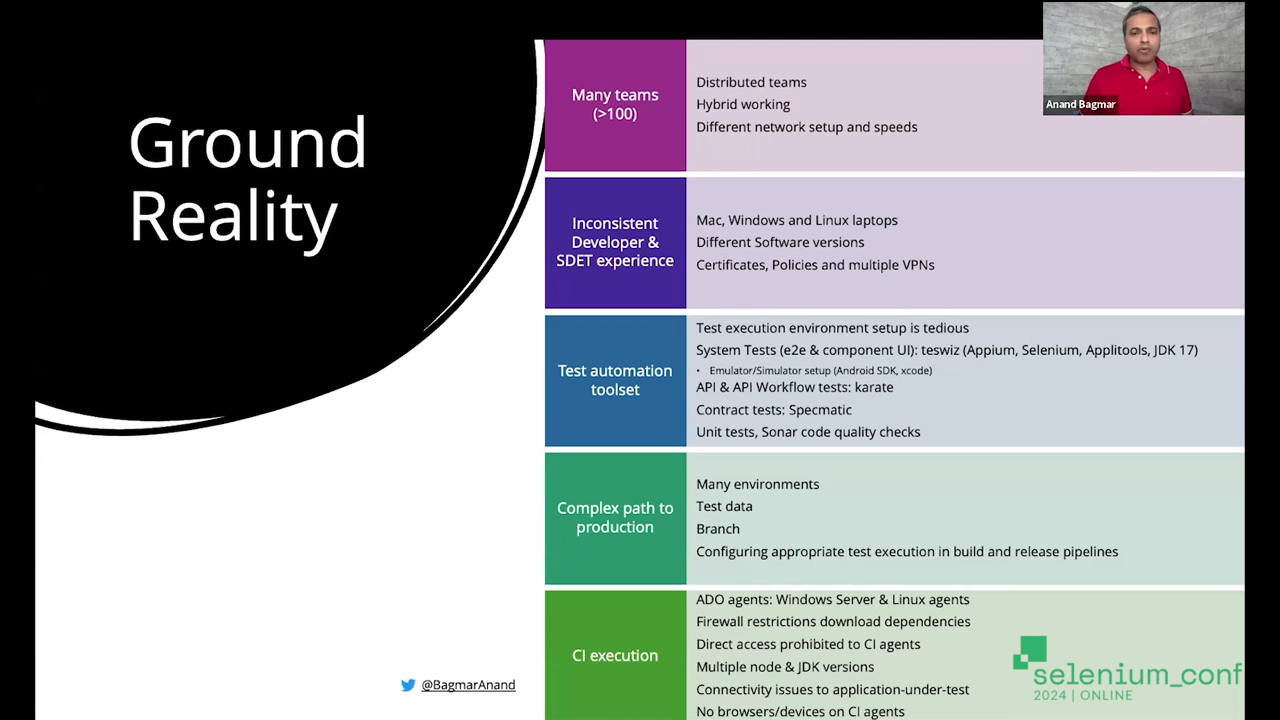 Ground
Reality
Many teams
(>100)
Distributed teams
Hybrid working
Different network setup and speeds
Inconsistent
Developer &
SDET experience
Mac, Windows and Linux laptops
Different Software versions
Certificates, Policies and multiple VPNs
Test automation
toolset
Test execution environment setup is tedious
System Tests (e2e & component UI): teswiz (Appium, Selenium, Applitools, JDK 17)
• Emulator/Simulator setup (Android SDK, xcode)
API & API Workflow tests: karate
Contract tests: Specmatic
Unit tests, Sonar code quality checks
Complex path to
production
Many environments
Test data
Branch
Configuring appropriate test execution in build and release pipelines
CI execution
ADO agents: Windows Server & Linux agents
Firewall restrictions download dependencies
Direct access prohibited to CI agents
Multiple node & JDK versions
Connectivity issues to application-under-test
No browsers/devices on CI agents
@BagmarAnand
Anand Bagmar
selenium_conf
2024 | ONLINE